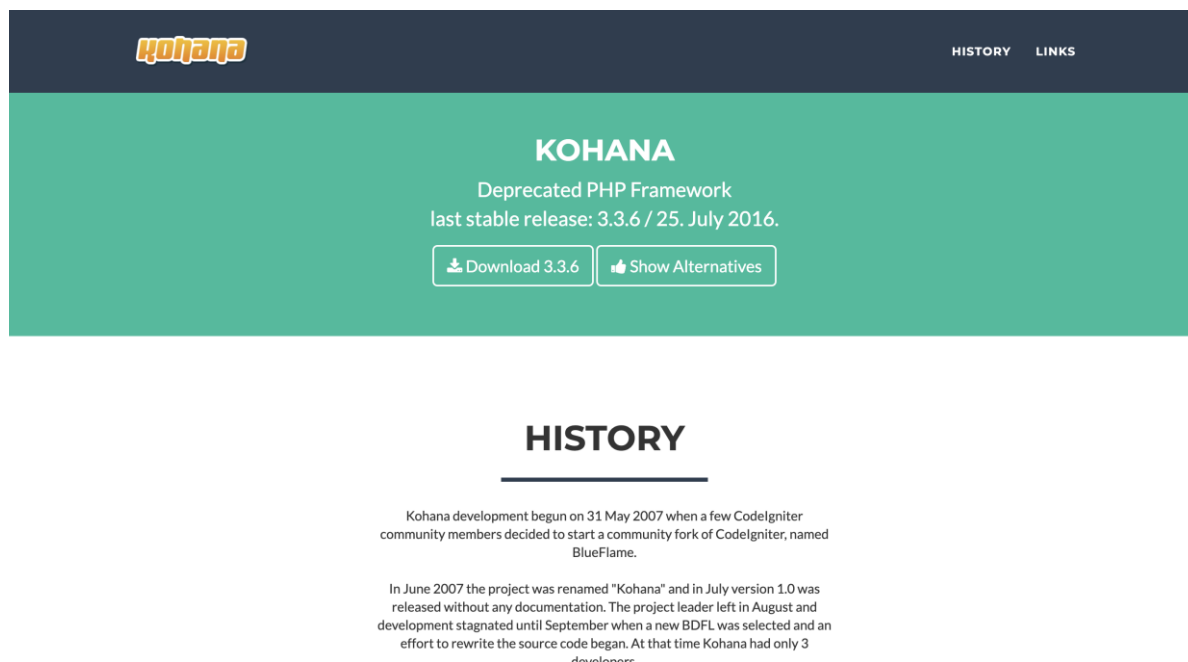 kohana
HISTORY LINKS
KOHANA
Deprecated PHP Framework
last stable release: 3.3.6 / 25. July 2016.
Download 3.3.6 Show Alternatives
HISTORY
Kohana development begun on 31 May 2007 when a few CodeIgniter
community members decided to start a community fork of CodeIgniter, named
BlueFlame.
In June 2007 the project was renamed "Kohana" and in July version 1.0 was
released without any documentation. The project leader left in August and
development stagnated until September when a new BDFL was selected and an
effort to rewrite the source code began. At that time Kohana had only 3
developers.